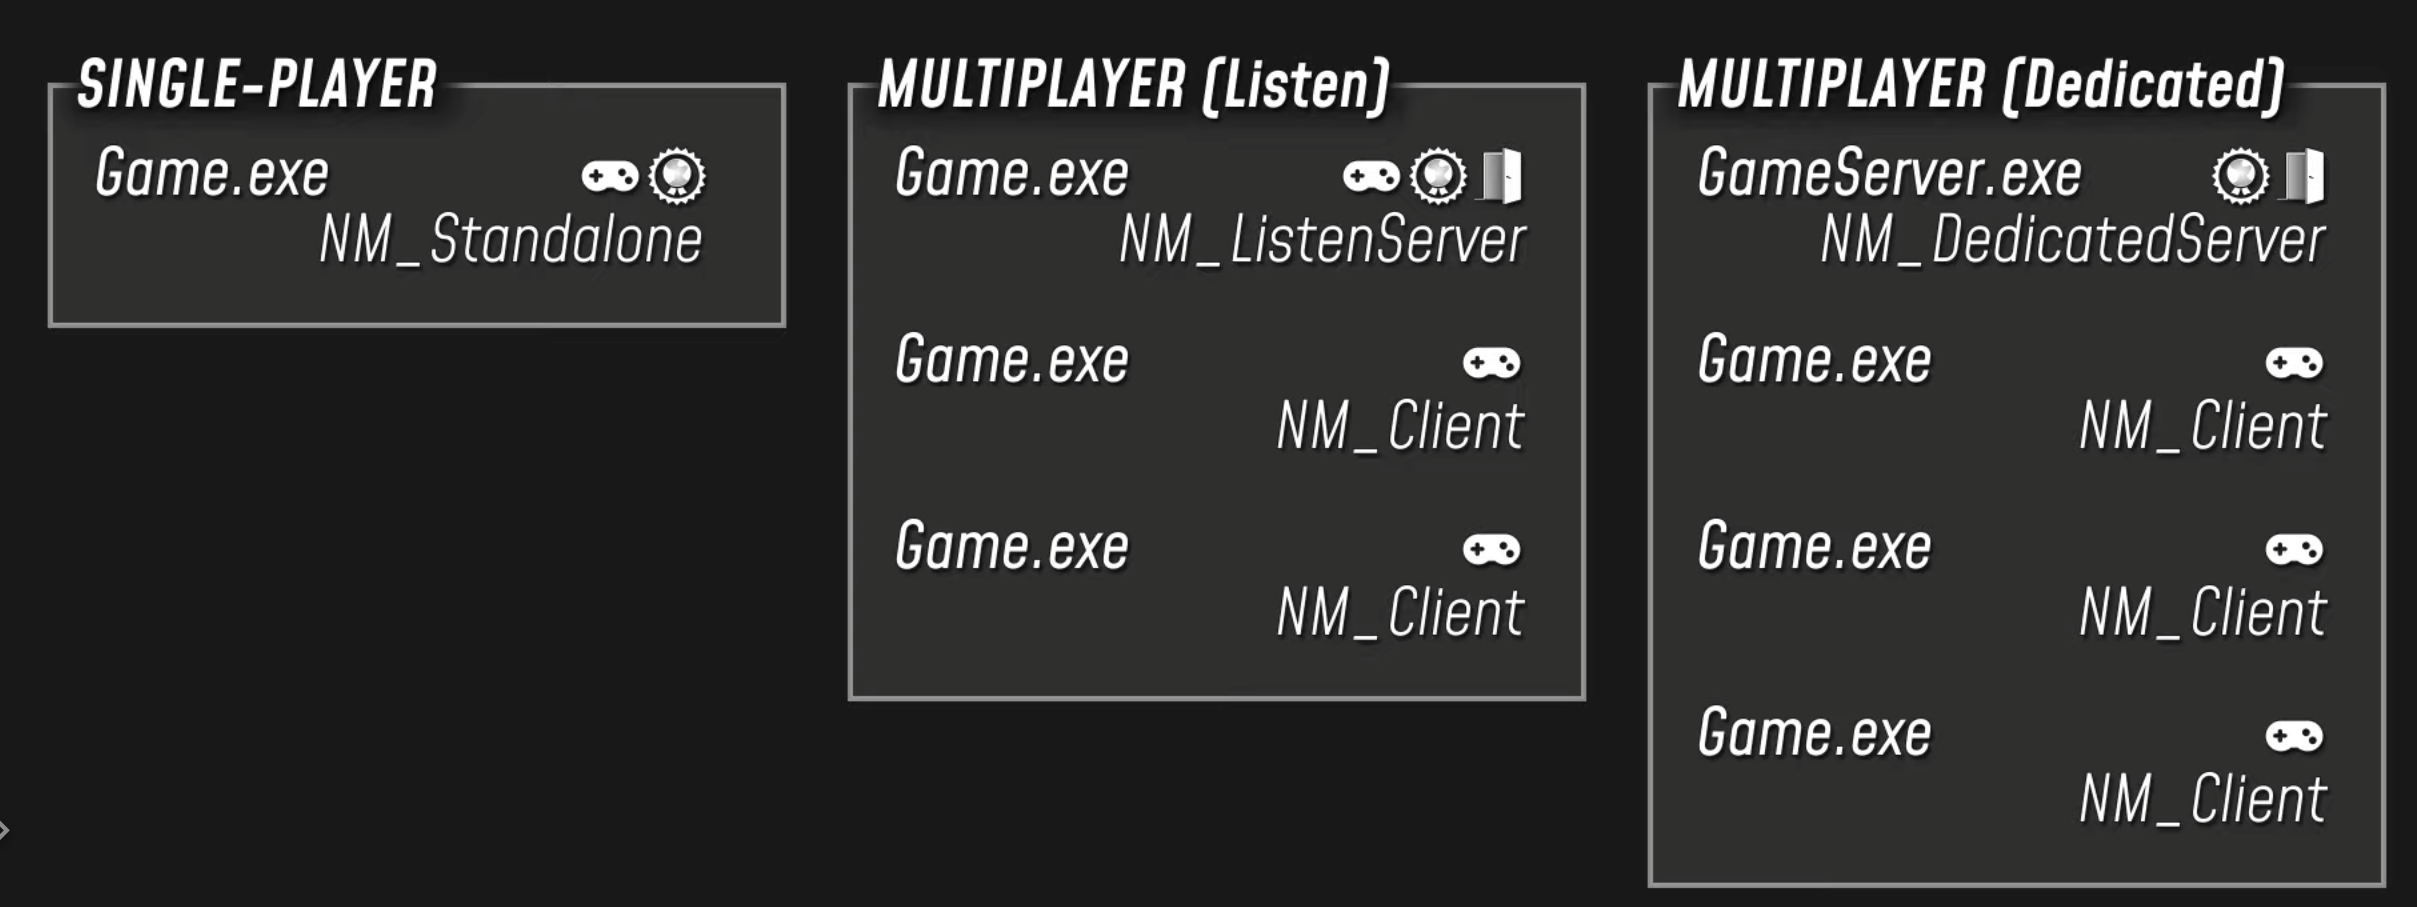 SINGLE-PLAYER
Game.exe
NM_Standalone
MULTIPLAYER (Listen)
Game.exe
NM_ListenServer
Game.exe
NM_Client
Game.exe
NM_Client
MULTIPLAYER (Dedicated)
GameServer.exe
NM_DedicatedServer
Game.exe
NM_Client
Game.exe
NM_Client
Game.exe
NM_Client